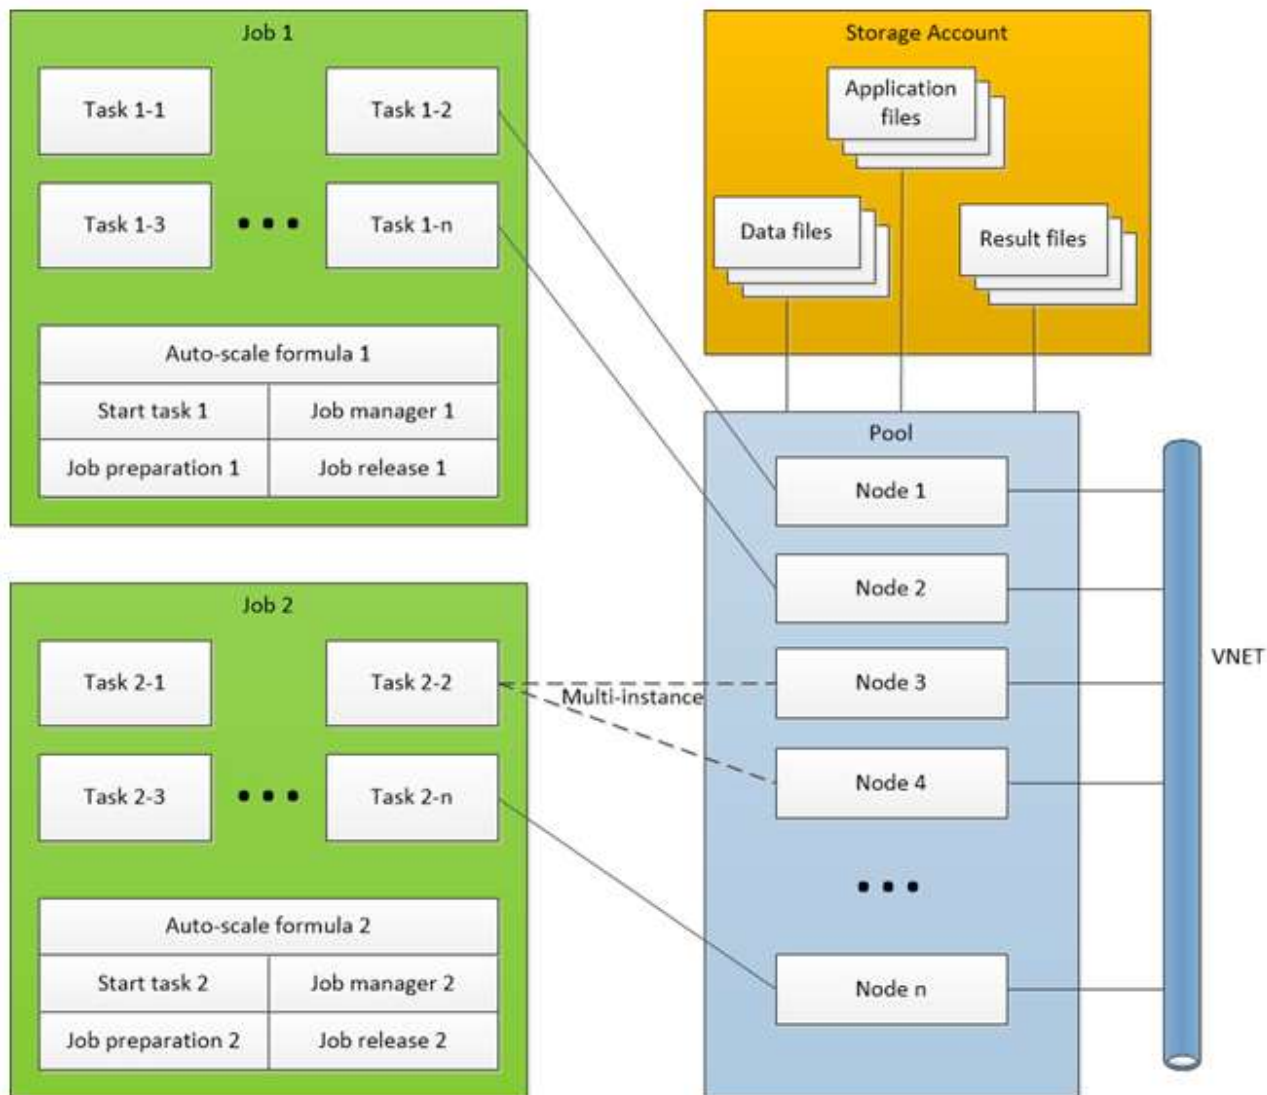 Job 1
Task 1-1
Task 1-2
Task 1-3
Task 1-n
Auto-scale formula 1
Start task 1
Job manager 1
Job preparation 1
Job release 1
Storage Account
Application
files
Data files
Result files
Job 2
Task 2-1
Task 2-2
Task 2-3
Task 2-n
Auto-scale formula 2
Start task 2
Job manager 2
Job preparation 2
Job release 2
Multi-instance
Pool
Node 1
Node 2
Node 3
Node 4
Node n
VNET